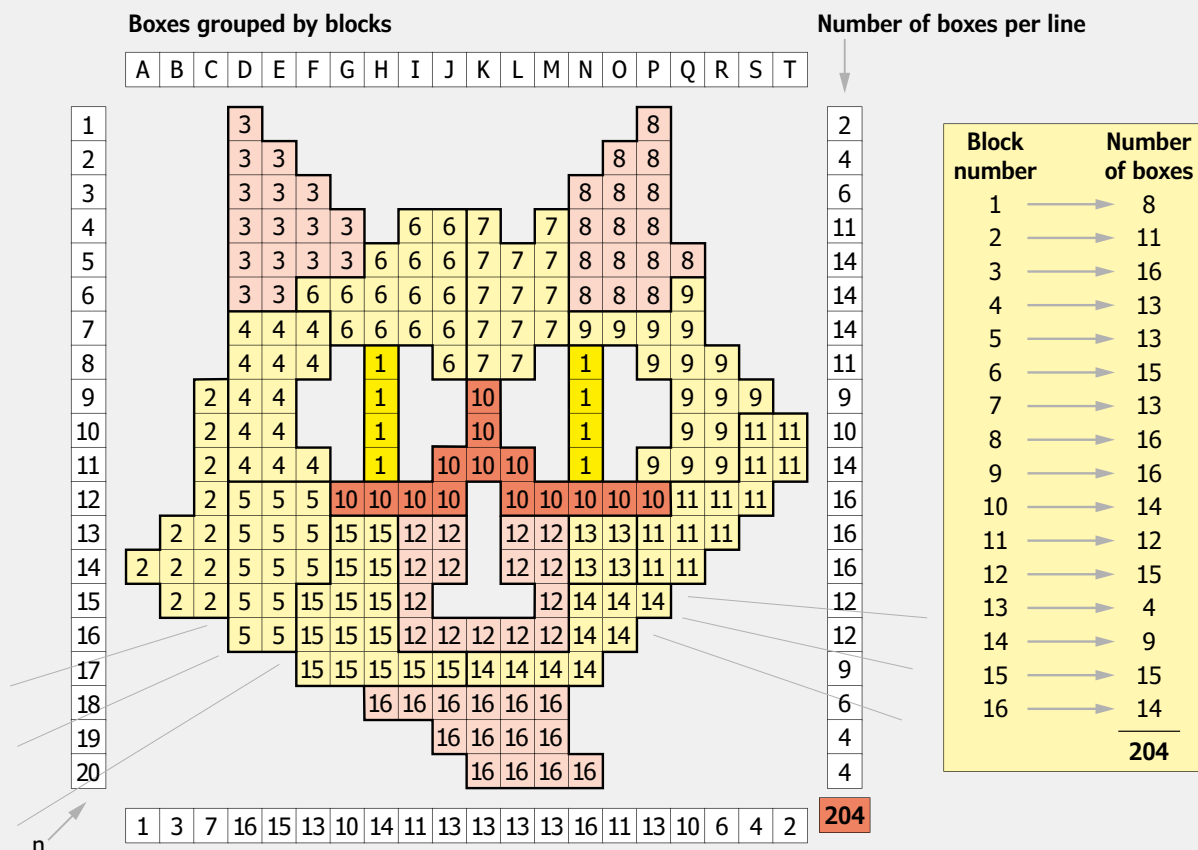 Boxes grouped by blocks
Number of boxes per line
A B C D E F G H I J K L M N O P Q R S T
1 3 8 2
2 3 3 8 8 4
3 3 3 3 8 8 8 6
4 3 3 3 3 6 6 7 7 8 8 8 11
5 3 3 3 3 6 6 6 7 7 7 8 8 8 8 14
6 3 3 6 6 6 6 6 7 7 7 8 8 8 9 14
7 4 4 4 6 6 6 6 7 7 7 9 9 9 9 14
8 4 4 4 1 6 7 7 1 9 9 9 11
9 2 4 4 1 10 1 9 9 9 9
10 2 4 4 1 10 1 9 9 11 11 10
11 2 4 4 4 1 10 10 10 1 9 9 9 11 11 14
12 2 5 5 5 10 10 10 10 10 10 10 10 10 11 11 11 16
13 2 2 5 5 5 15 15 12 12 12 12 13 13 11 11 11 16
14 2 2 2 5 5 5 15 15 12 12 12 12 13 13 11 11 16
15 2 2 5 5 15 15 15 12 12 14 14 14 12
16 5 5 15 15 15 12 12 12 12 12 14 14 12
17 15 15 15 15 15 14 14 14 14 9
18 16 16 16 16 16 16 6
19 16 16 16 16 4
20 16 16 16 16 4
n
1 3 7 16 15 13 10 14 11 13 13 13 13 16 11 13 10 6 4 2 204
Block Number
number of boxes
1 8
2 11
3 16
4 13
5 13
6 15
7 13
8 16
9 16
10 14
11 12
12 15
13 4
14 9
15 15
16 14
204